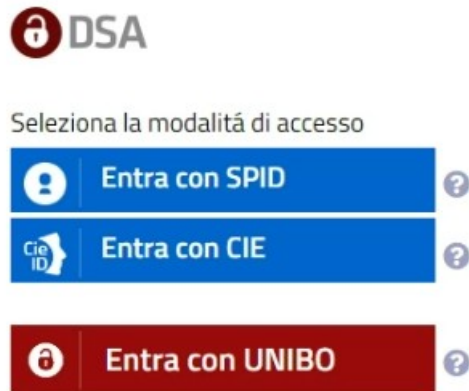 DSA
Seleziona la modalitá di accesso
Entra con SPID
?
Cie
ID
Entra con CIE
?
Entra con UNIBO
?